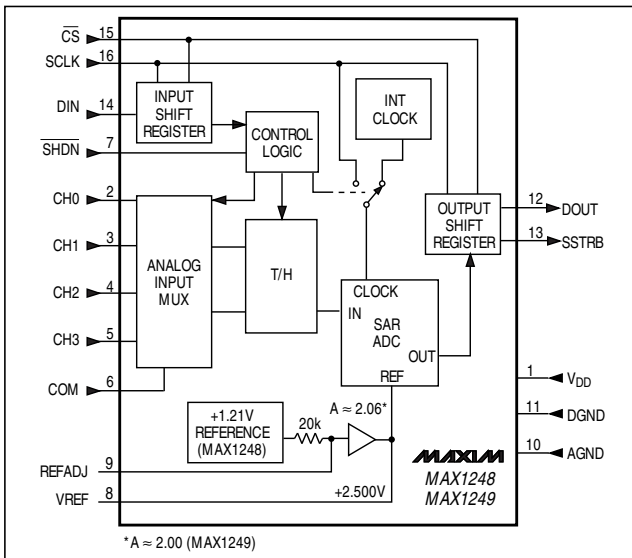 CS 15
SCLK 16
DIN 14
SHDN 7
CH0 2
CH1 3
CH2 4
CH3 5
COM 6
REFADJ 9
VREF 8
INPUT
SHIFT
REGISTER
CONTROL
LOGIC
INT
CLOCK
ANALOG
INPUT
MUX
T/H
OUTPUT
SHIFT
REGISTER
12 DOUT
13 SSTRB
CLOCK
IN
SAR
ADC
OUT
REF
+1.21V
REFERENCE
(MAX1248)
20k
A ≈ 2.06*
+2.500V
1 VDD
11 DGND
10 AGND
MAXIM
MAX1248
MAX1249
*A ≈ 2.00 (MAX1249)